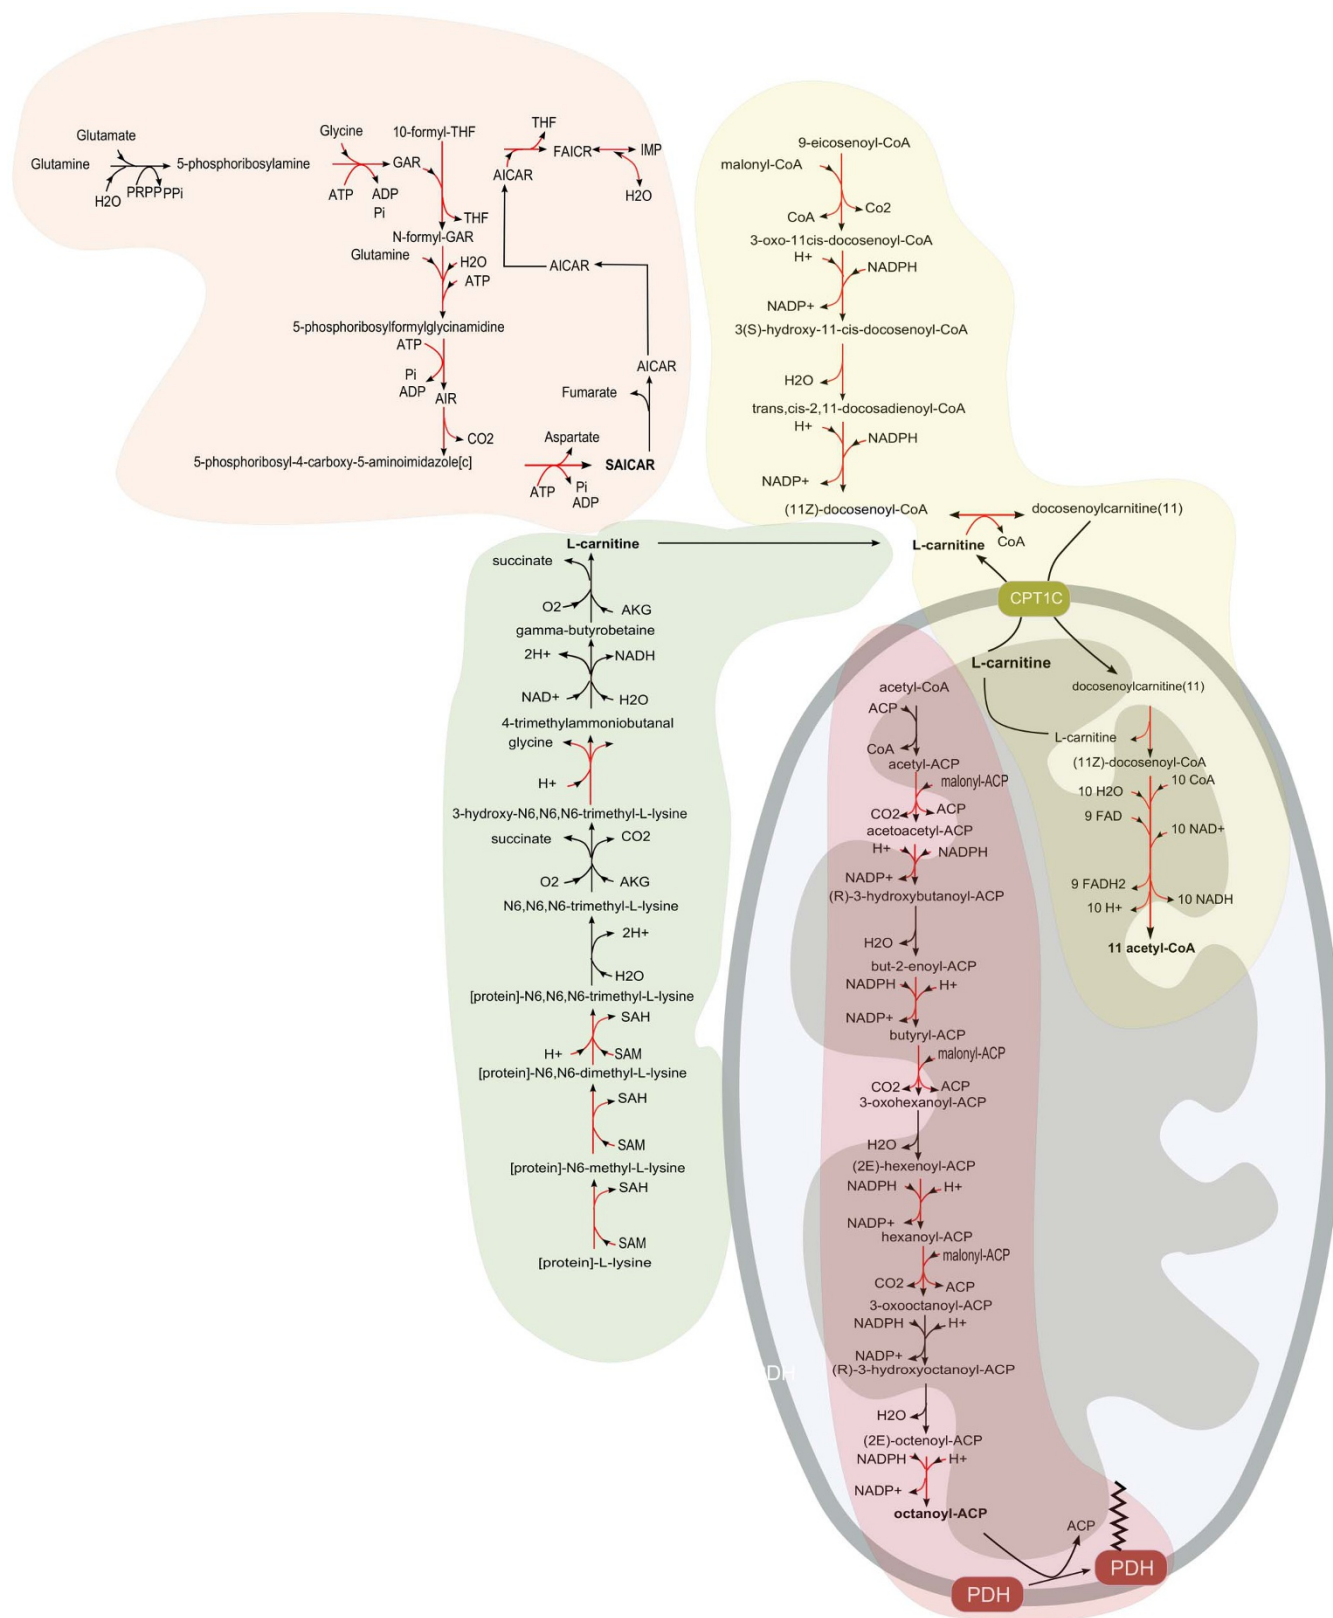 Glutamate
Glutamine
H2O
PRPP
PPi
5-phosphoribosylamine
Glycine
ATP
ADP
Pi
10-formyl-THF
GAR
THF
N-formyl-GAR
Glutamine
H2O
ATP
5-phosphoribosylformylglycinamidine
ATP
Pi
ADP
AIR
CO2
5-phosphoribosyl-4-carboxy-5-aminoimidazole[c]
Aspartate
ATP
Pi
ADP
SAICAR
Fumarate
AICAR
AICAR
AICAR
THF
FAICR
IMP
H2O
9-eicosenoyl-CoA
malonyl-CoA
CoA
Co2
3-oxo-11cis-docosenoyl-CoA
H+
NADPH
NADP+
3(S)-hydroxy-11-cis-docosenoyl-CoA
H2O
trans,cis-2,11-docosadienoyl-CoA
H+
NADPH
NADP+
(11Z)-docosenoyl-CoA
docosenoylcarnitine(11)
L-carnitine
CoA
CPT1C
L-carnitine
docosenoylcarnitine(11)
L-carnitine
(11Z)-docosenoyl-CoA
10 H2O
10 CoA
9 FAD
10 NAD+
9 FADH2
10 NADH
10 H+
11 acetyl-CoA
L-carnitine
succinate
O2
AKG
gamma-butyrobetaine
2H+
NADH
NAD+
H2O
4-trimethylammoniobutanal
glycine
H+
3-hydroxy-N6,N6,N6-trimethyl-L-lysine
succinate
CO2
O2
AKG
N6,N6,N6-trimethyl-L-lysine
2H+
H2O
[protein]-N6,N6,N6-trimethyl-L-lysine
SAH
H+
SAM
[protein]-N6,N6-dimethyl-L-lysine
SAH
SAM
[protein]-N6-methyl-L-lysine
SAH
SAM
[protein]-L-lysine
acetyl-CoA
ACP
CoA
acetyl-ACP
malonyl-ACP
CO2
ACP
acetoacetyl-ACP
H+
NADPH
NADP+
(R)-3-hydroxybutanoyl-ACP
H2O
but-2-enoyl-ACP
NADPH
H+
NADP+
butyryl-ACP
malonyl-ACP
CO2
ACP
3-oxohexanoyl-ACP
H2O
(2E)-hexenoyl-ACP
NADPH
H+
NADP+
hexanoyl-ACP
malonyl-ACP
CO2
ACP
3-oxooctanoyl-ACP
NADPH
H+
NADP+
(R)-3-hydroxyoctanoyl-ACP
DH
H2O
(2E)-octenoyl-ACP
NADPH
H+
NADP+
octanoyl-ACP
ACP
PDH
PDH